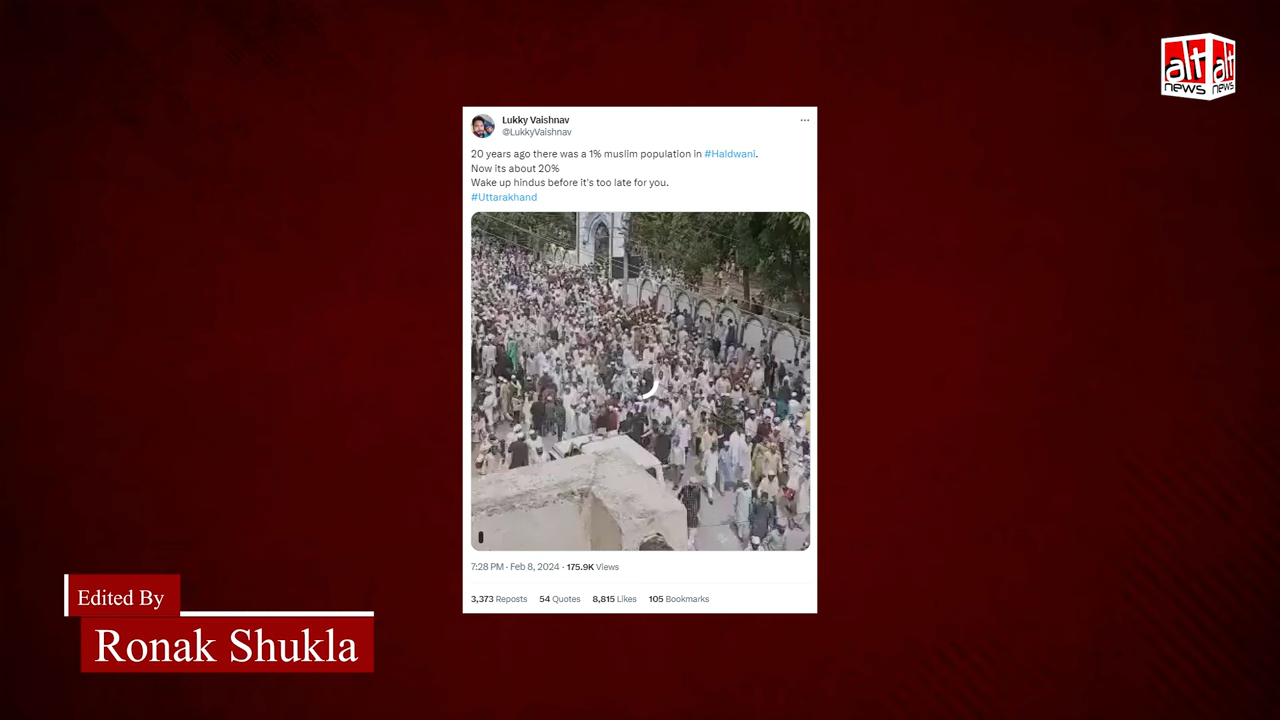 alt alt
news news
Lukky Vaishnav
@LukkyVaishnav
20 years ago there was a 1% muslim population in #Haldwani.
Now its about 20%
Wake up hindus before it's too late for you.
#Uttarakhand
7:28 PM · Feb 8, 2024 · 175.9K Views
3,373 Reposts 54 Quotes 8,815 Likes 105 Bookmarks
Edited By
Ronak Shukla